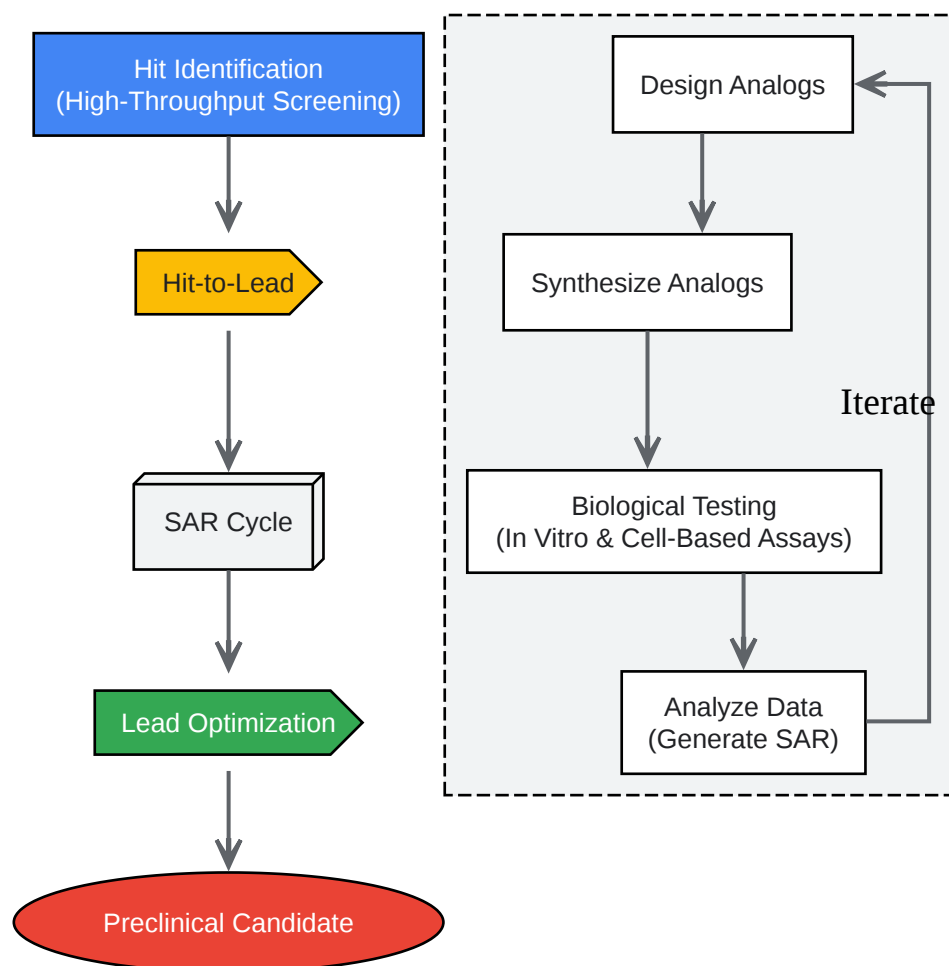 Hit Identification
(High-Throughput Screening)
Hit-to-Lead
SAR Cycle
Lead Optimization
Preclinical Candidate
Design Analogs
Synthesize Analogs
Iterate
Biological Testing
(In Vitro & Cell-Based Assays)
Analyze Data
(Generate SAR)